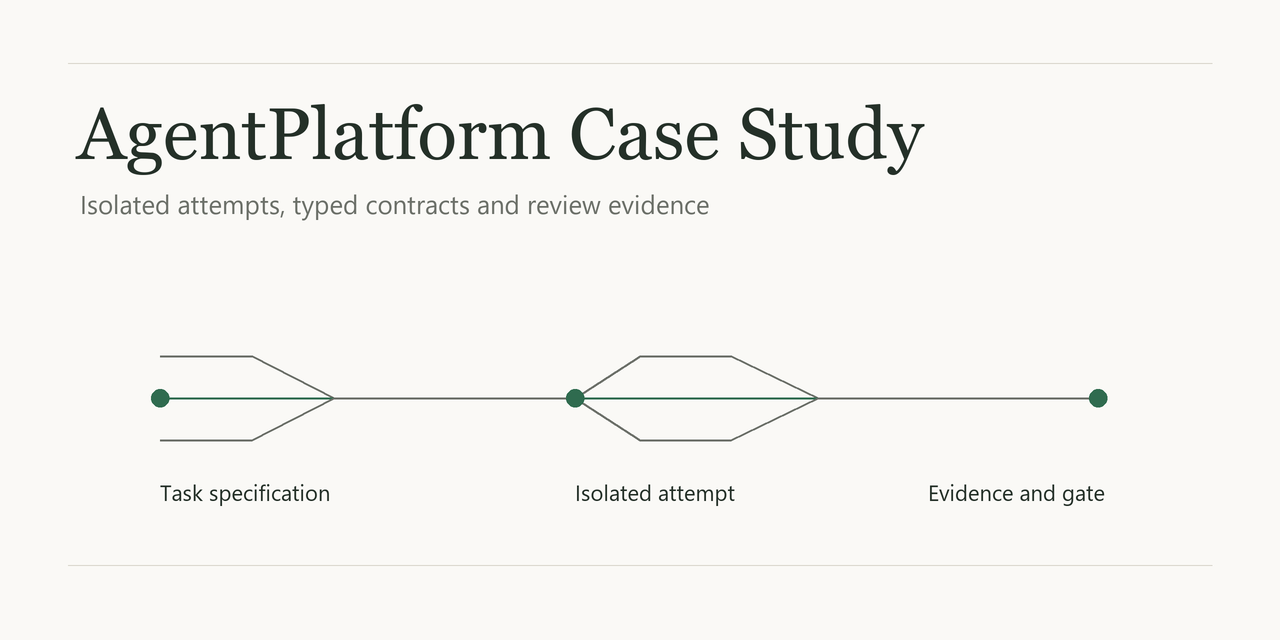 AgentPlatform Case Study
Isolated attempts, typed contracts and review evidence
Task specification
Isolated attempt
Evidence and gate